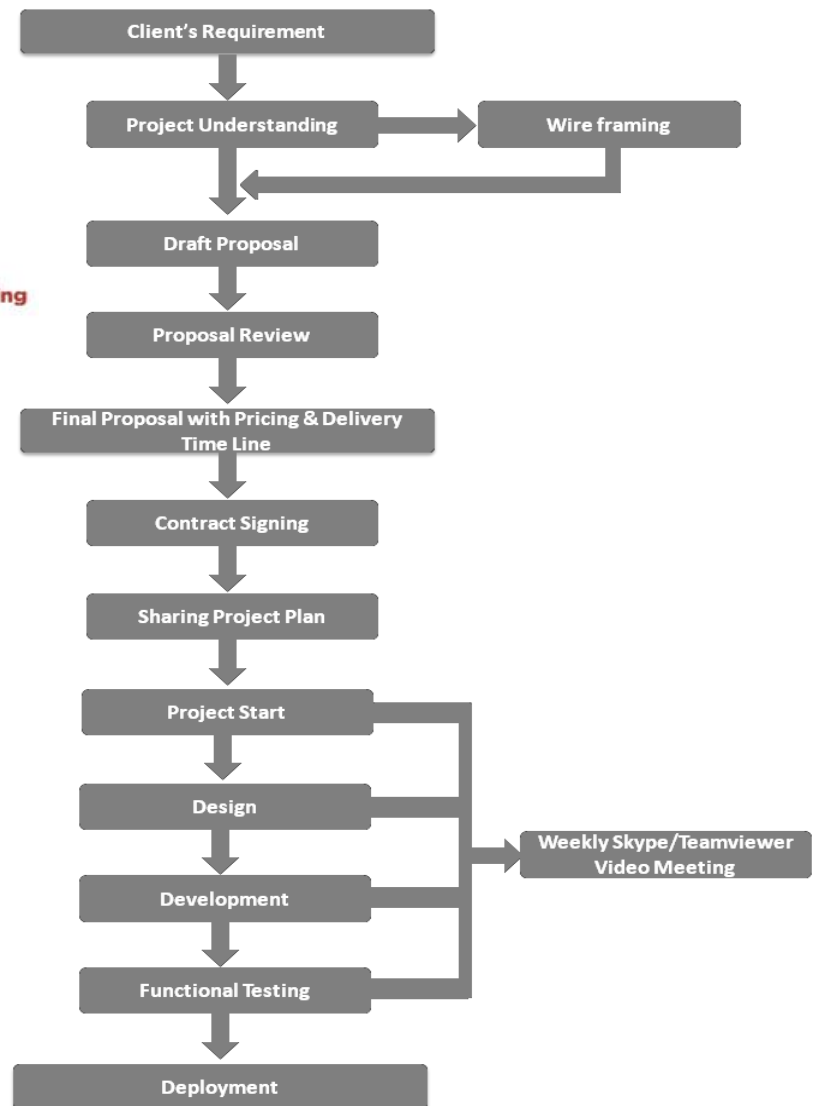 Client’s Requirement
Project Understanding
Wire framing
Draft Proposal
ng
Proposal Review
Final Proposal with Pricing & Delivery
Time Line
Contract Signing
Sharing Project Plan
Project Start
Design
Weekly Skype/Teamviewer
Video Meeting
Development
Functional Testing
Deployment